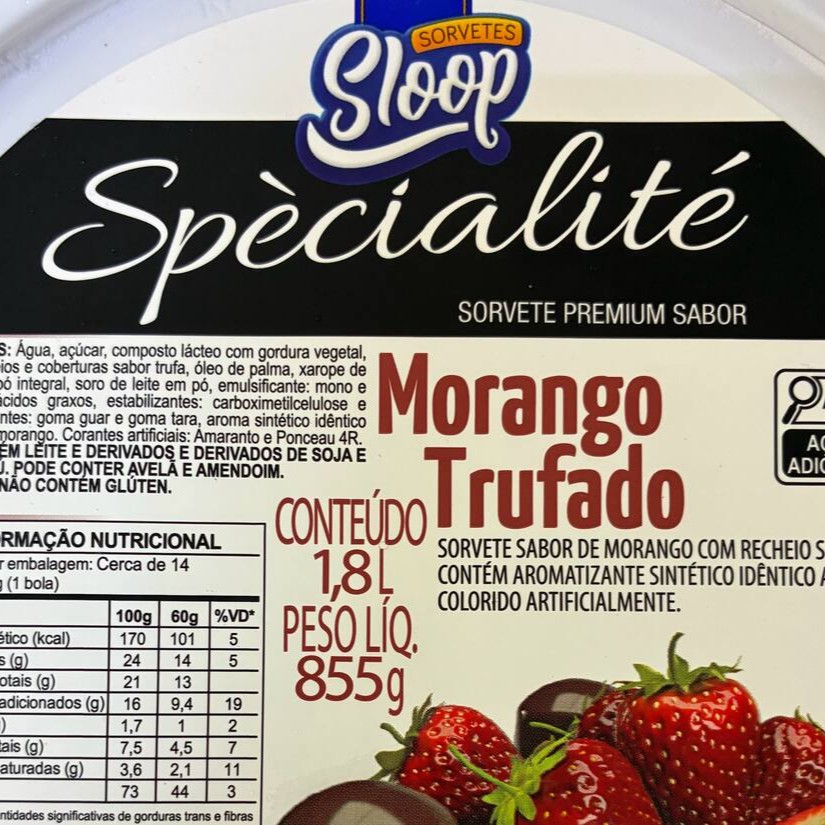 SORVETES
Sloop
Spècialité
SORVETE PREMIUM SABOR
S: Água, açúcar, composto lácteo com gordura vegetal,
e coberturas sabor trufa, óleo de palma, xarope de
integral, soro de leite em pó, emulsificante: mono e
graxos, estabilizantes: carboximetilcelulose e
goma guar e goma tara, aroma sintético idêntico
morango. Corantes artificiais: Amaranto e Ponceau 4R.
LEITE E DERIVADOS E DERIVADOS DE SOJA E
PODE CONTER AVELÃ E AMENDOIM.
NÃO CONTÉM GLÚTEN.
Morango
Trufado
CONTEÚDO
1,8L
PESO LÍQ.
855g
SORVETE SABOR DE MORANGO COM RECHEIO S
CONTÉM AROMATIZANTE SINTÉTICO IDÊNTICO A
COLORIDO ARTIFICIALMENTE.
AÇ
ADIC
RMAÇÃO NUTRICIONAL
embalagem: Cerca de 14
(1 bola)
100g 60g %VD*
ético (kcal) 170 101 5
s (g) 24 14 5
otais (g) 21 13
adicionados (g) 16 9,4 19
) 1,7 1 2
tais (g) 7,5 4,5 7
aturadas (g) 3,6 2,1 11
73 44 3
ntidades significativas de gorduras trans e fibras